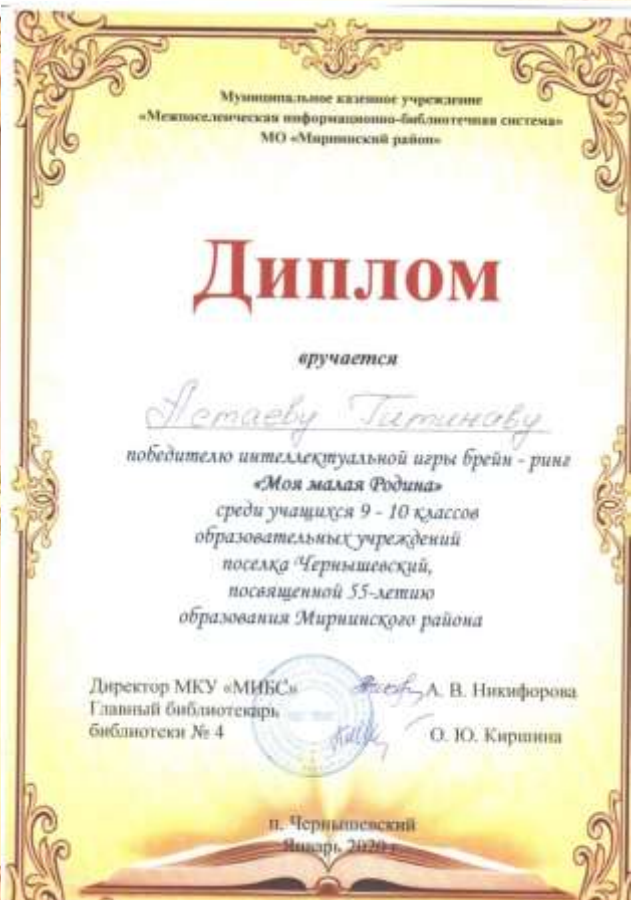 Муниципальное казенное учреждение
«Межпоселенческая информационно-библиотечная система»
МО «Мирнинский район»
Диплом
вручается
Астаеву
победителю интеллектуальной игры брейн - ринг
«Моя малая Родина»
среди учащихся 9 - 10 классов
образовательных учреждений
поселка Чернышевский,
посвященной 55-летию
образования Мирнинского района
Директор МКУ «МИБС» А. В. Никифорова
Главный библиотекарь
библиотеки № 4 О. Ю. Киршина
п. Чернышевский
Январь 2020 г